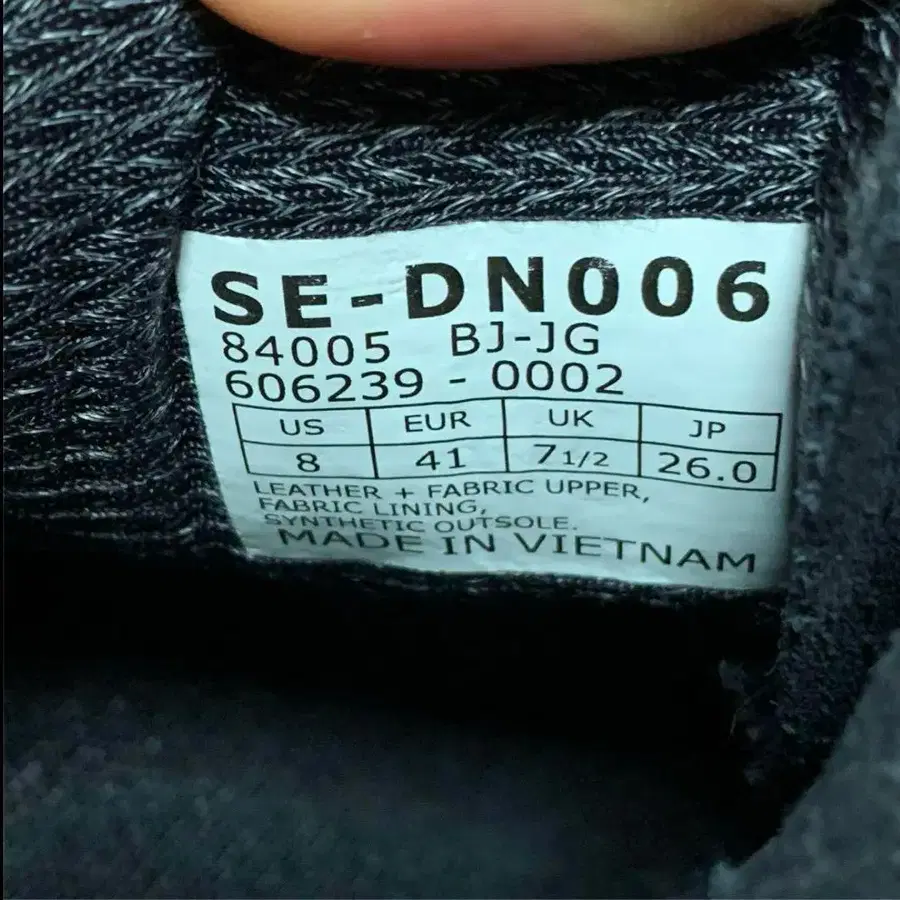 SE-DN006
84005 BJ-JG
606239 - 0002
US EUR UK JP
8 41 7 1/2 26.0
LEATHER + FABRIC UPPER,
FABRIC LINING,
SYNTHETIC OUTSOLE.
MADE IN VIETNAM